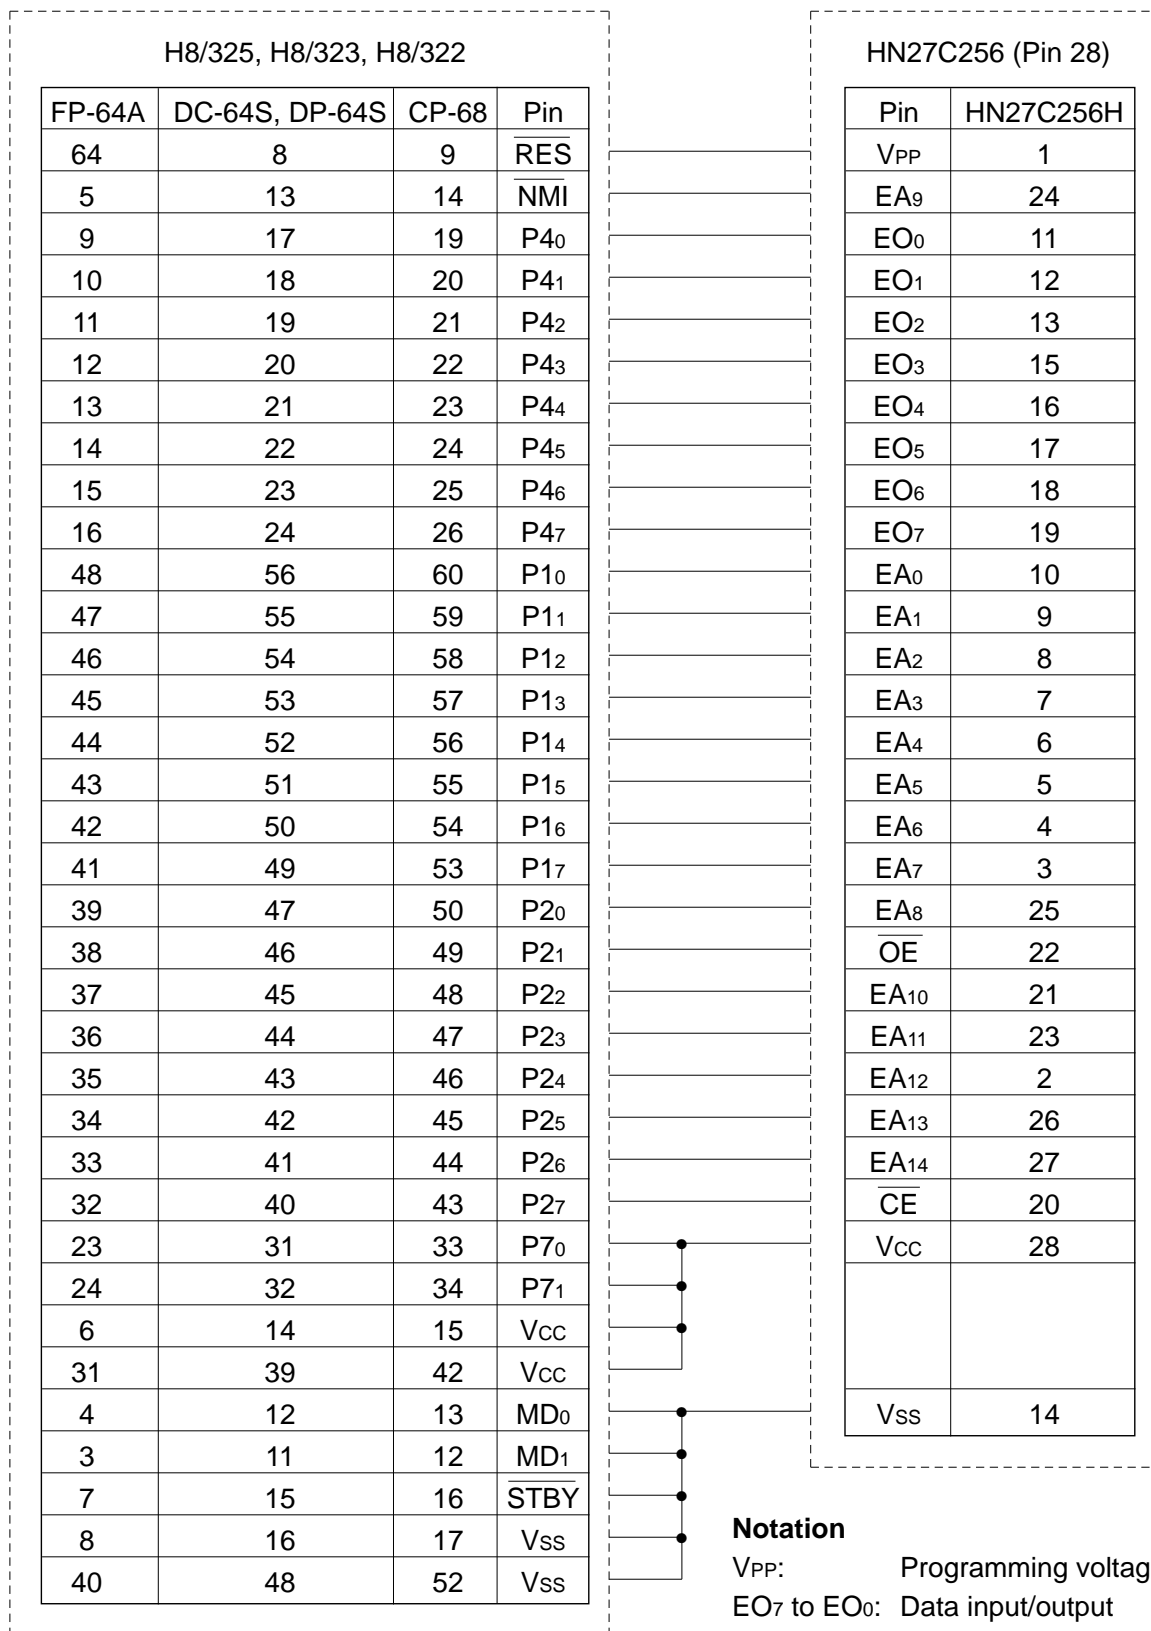 H8/325, H8/323, H8/322 HN27C256 (Pin 28)
FP-64A DC-64S, DP-64S CP-68 Pin Pin HN27C256H
64 8 9 RES VPP 1
5 13 14 NMI EA9 24
9 17 19 P40 EO0 11
10 18 20 P41 EO1 12
11 19 21 P42 EO2 13
12 20 22 P43 EO3 15
13 21 23 P44 EO4 16
14 22 24 P45 EO5 17
15 23 25 P46 EO6 18
16 24 26 P47 EO7 19
48 56 60 P10 EA0 10
47 55 59 P11 EA1 9
46 54 58 P12 EA2 8
45 53 57 P13 EA3 7
44 52 56 P14 EA4 6
43 51 55 P15 EA5 5
42 50 54 P16 EA6 4
41 49 53 P17 EA7 3
39 47 50 P20 EA8 25
38 46 49 P21 OE 22
37 45 48 P22 EA10 21
36 44 47 P23 EA11 23
35 43 46 P24 EA12 2
34 42 45 P25 EA13 26
33 41 44 P26 EA14 27
32 40 43 P27 CE 20
23 31 33 P70 VCC 28
24 32 34 P71
6 14 15 VCC
31 39 42 VCC
4 12 13 MD0 VSS 14
3 11 12 MD1
7 15 16 STBY
8 16 17 VSS
40 48 52 VSS
Notation
VPP: Programming voltag
EO7 to EO0: Data input/output